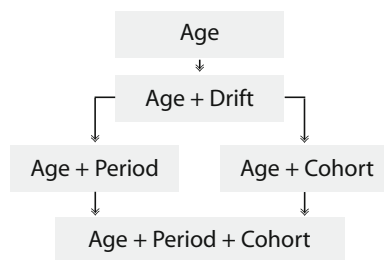 Age
Age + Drift
Age + Period
Age + Cohort
Age + Period + Cohort